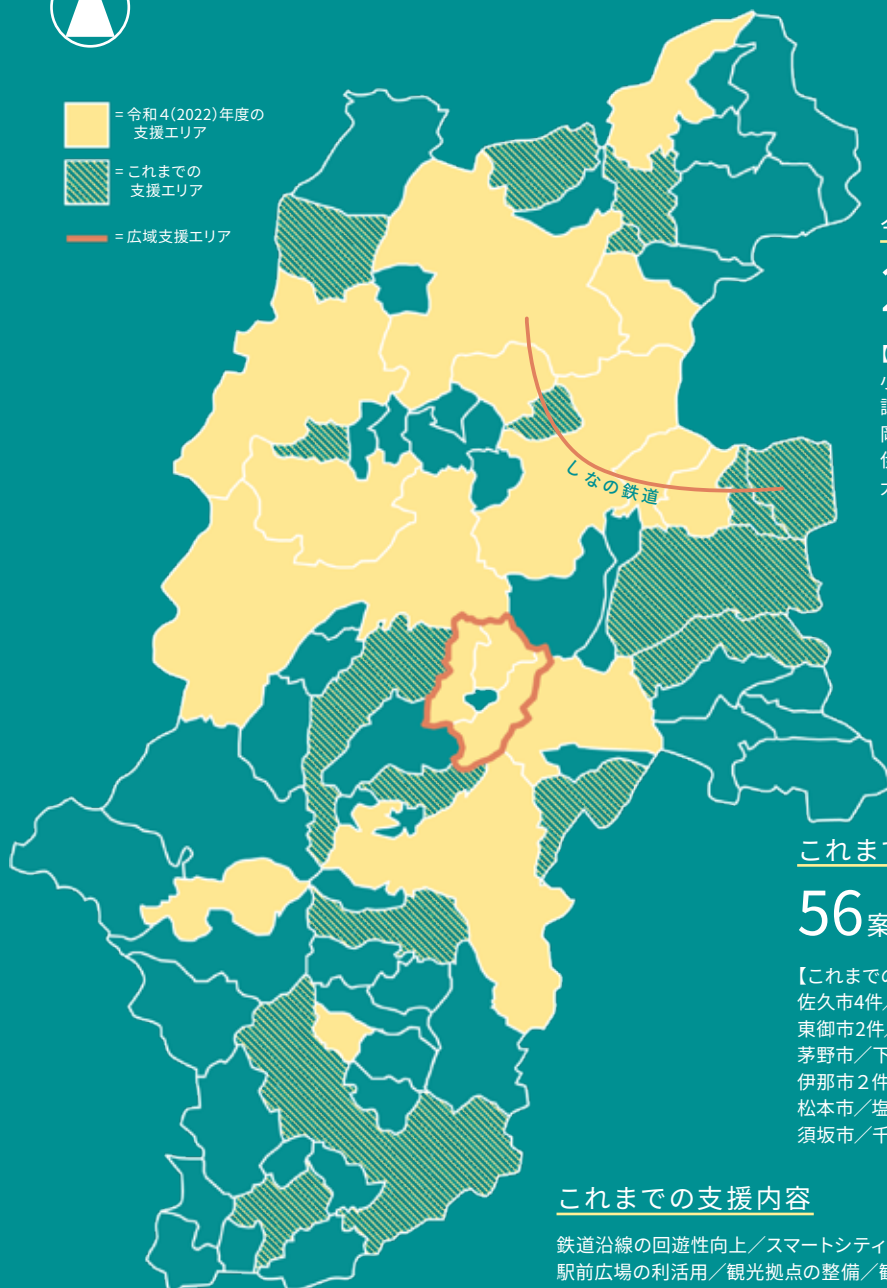 = 令和4(2022)年度の
支援エリア
= これまでの
支援エリア
= 広域支援エリア
しなの鉄道
これまで
56案
【これまでの
佐久市4件／
東御市2件／
茅野市／下
伊那市２件
松本市／塩
須坂市／千
これまでの支援内容
鉄道沿線の回遊性向上／スマートシティ
駅前広場の利活用／観光拠点の整備／観